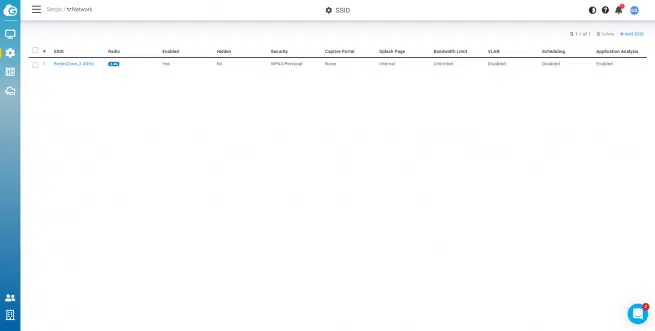 Sergio / Network
SSID
1-1 of 1 Delete + Add SSID
# SSID Radio Enabled Hidden Security Captive Portal Splash Page Bandwidth Limit VLAN Scheduling Application Analysis
1 RedesZone_2.4GHz 2.4G Yes No WPA3-Personal None Internal Unlimited Disabled Disabled Enabled